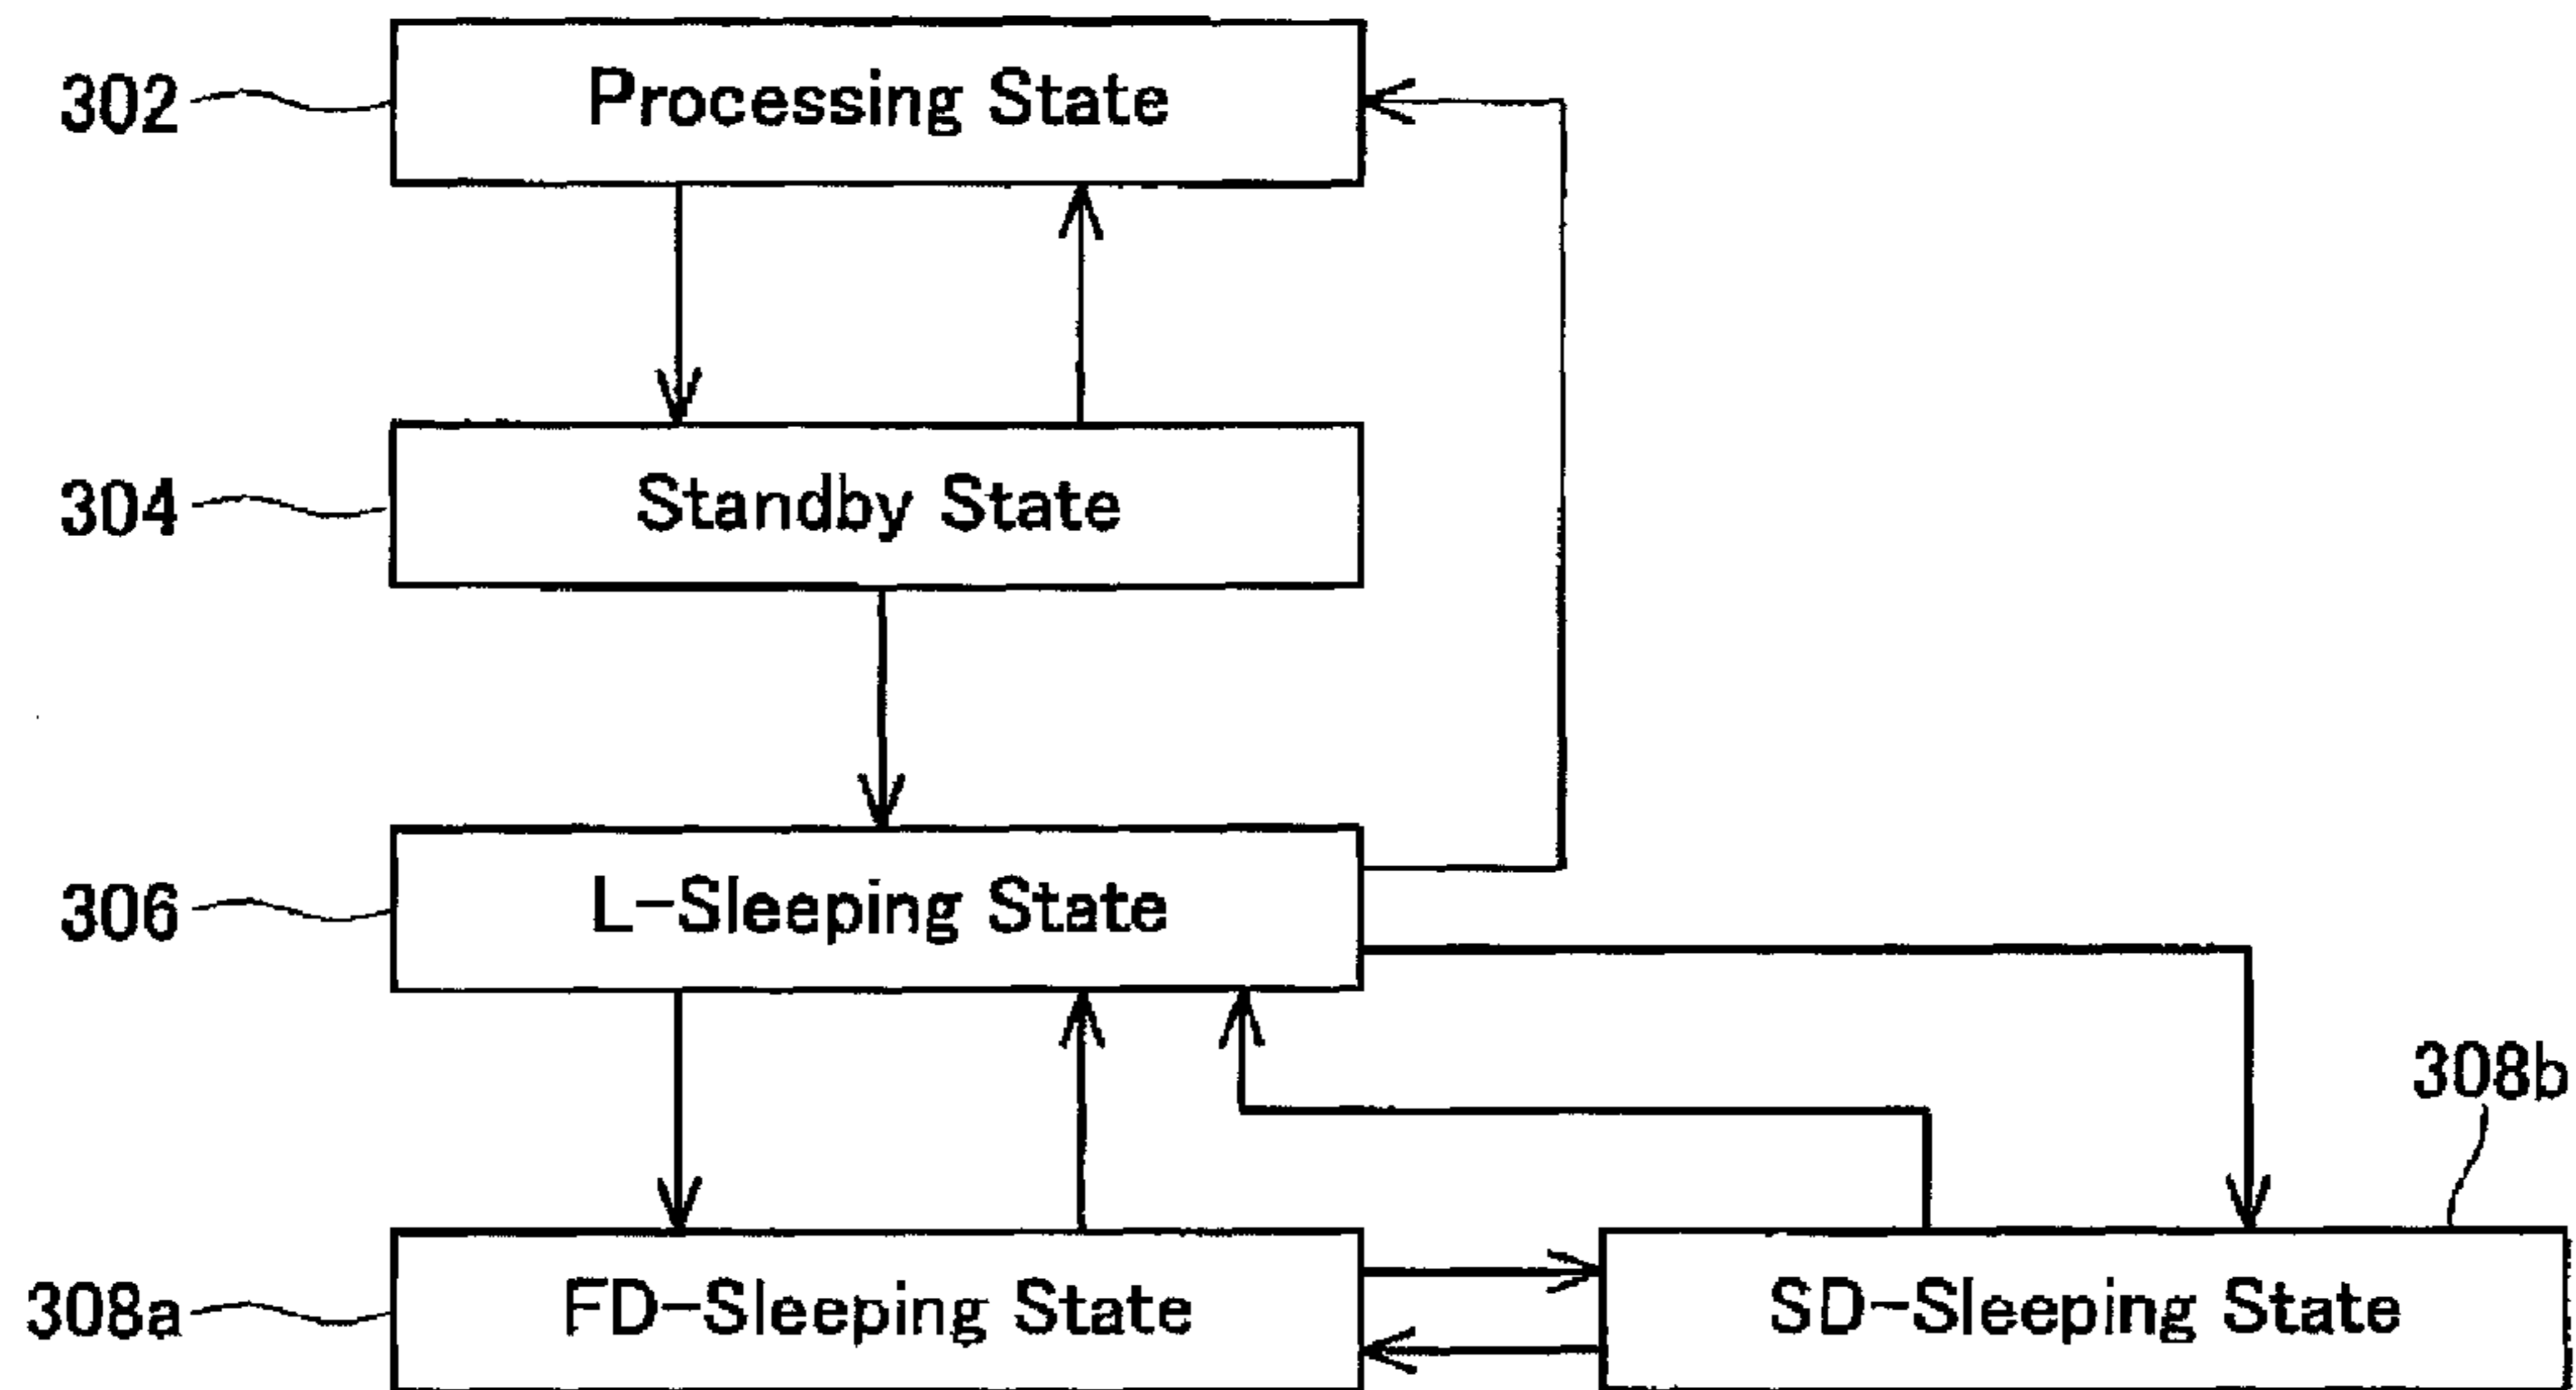 302
Processing State
304
Standby State
306
L-Sleeping State
308b
308a
FD-Sleeping State
SD-Sleeping State